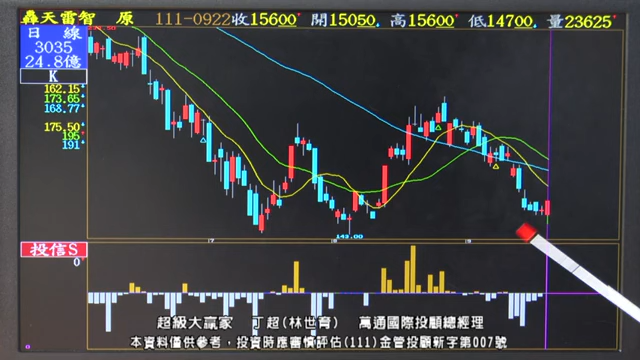 轟天雷智 原 111-0922收15600 開15050 高15600 低14700 量23625
日 線
3035
24.8億
K
162.15
173.65
168.77
175.50
195
191
143.00
7
9
投信S
0
超級大贏家 丁超(林世育) 萬通國際投顧總經理
本資料僅供參考，投資時應審慎評估(111)金管投顧新字第007號